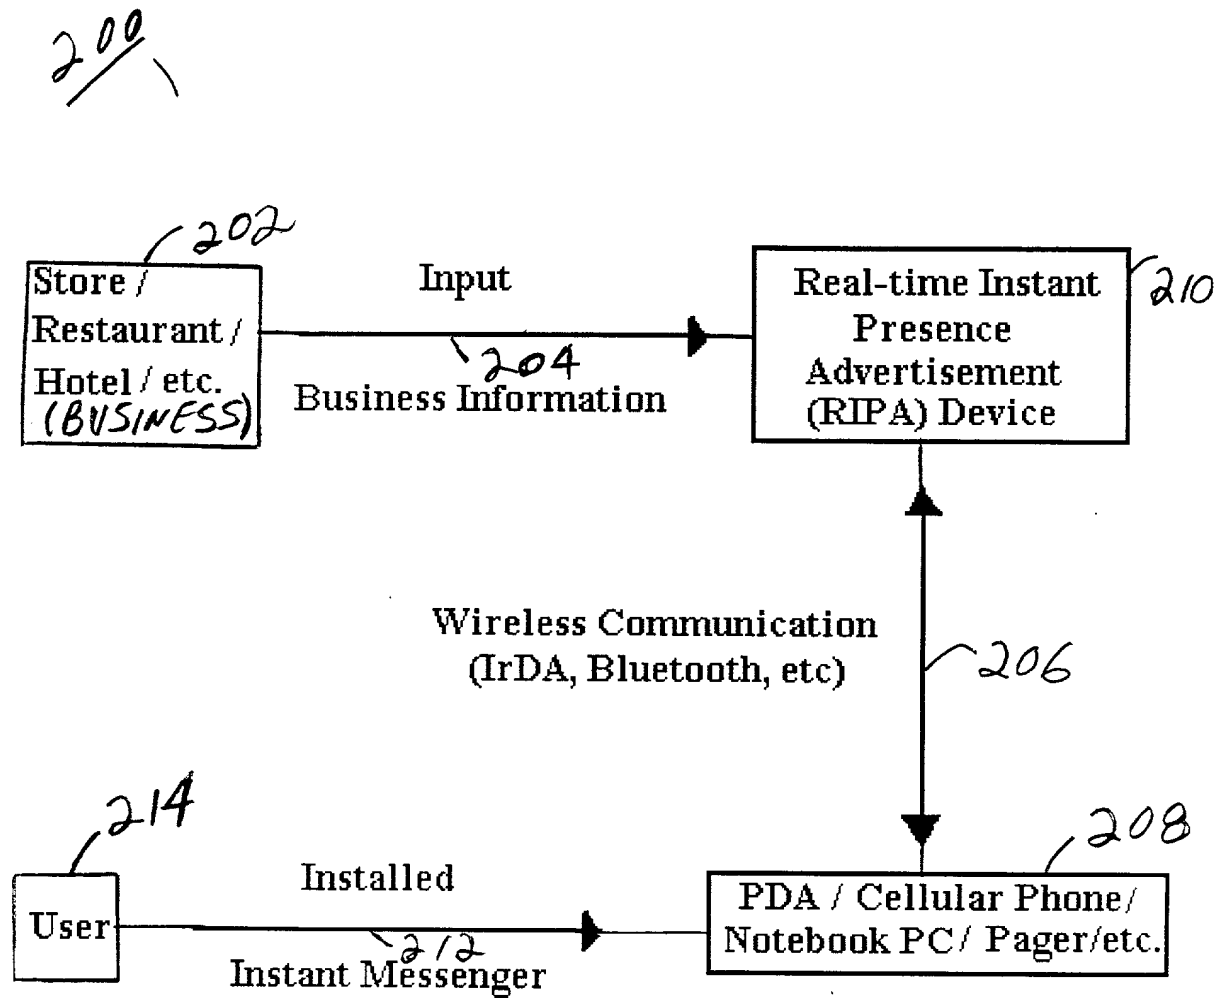 200
202
Store /
Restaurant /
Hotel / etc.
(BUSINESS)
Input
204
Business Information
Real-time Instant
Presence
Advertisement
(RIPA) Device
210
Wireless Communication
(IrDA, Bluetooth, etc)
206
214
User
Installed
212
Instant Messenger
208
PDA / Cellular Phone/
Notebook PC/ Pager/etc.